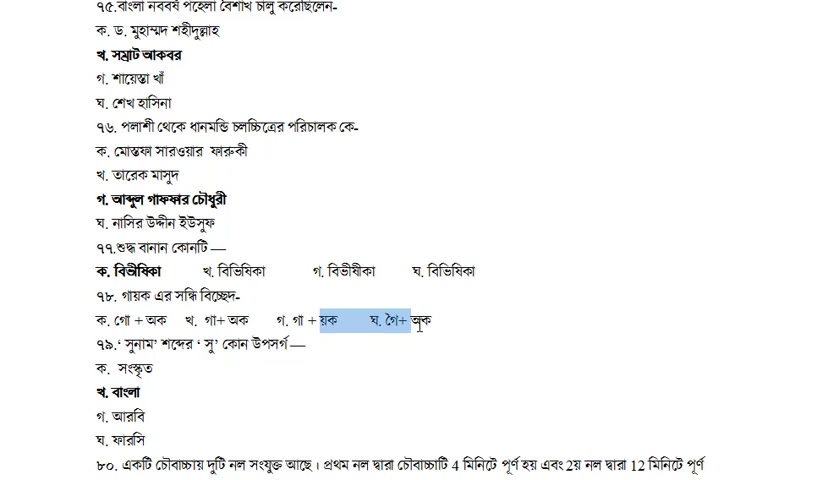 ৭৫.বাংলা নববর্ষ পহেলা বৈশাখ চালু করেছিলেন-
ক. ড. মুহাম্মদ শহীদুল্লাহ
খ. সম্রাট আকবর
গ. শায়েস্তা খাঁ
ঘ. শেখ হাসিনা
৭৬. পলাশী থেকে ধানমন্ডি চলচ্চিত্রের পরিচালক কে-
ক. মোস্তফা সারওয়ার ফারুকী
খ. তারেক মাসুদ
গ. আব্দুল গাফফার চৌধুরী
ঘ. নাসির উদ্দীন ইউসুফ
৭৭.শুদ্ধ বানান কোনটি —
ক. বিভীষিকা খ. বিভিষিকা গ. বিভীষীকা ঘ. বিভিষিকা
৭৮. গায়ক এর সন্ধি বিচ্ছেদ-
ক. গো + অক খ. গা+ অক গ. গা + য়ক ঘ. গৈ+ অক
৭৯.‘ সুনাম’ শব্দের ‘ সু’ কোন উপসর্গ —
ক. সংস্কৃত
খ. বাংলা
গ. আরবি
ঘ. ফারসি
৮০. একটি চৌবাচ্চায় দুটি নল সংযুক্ত আছে। প্রথম নল দ্বারা চৌবাচ্চাটি 4 মিনিটে পূর্ণ হয় এবং 2য় নল দ্বারা 12 মিনিটে পূর্ণ